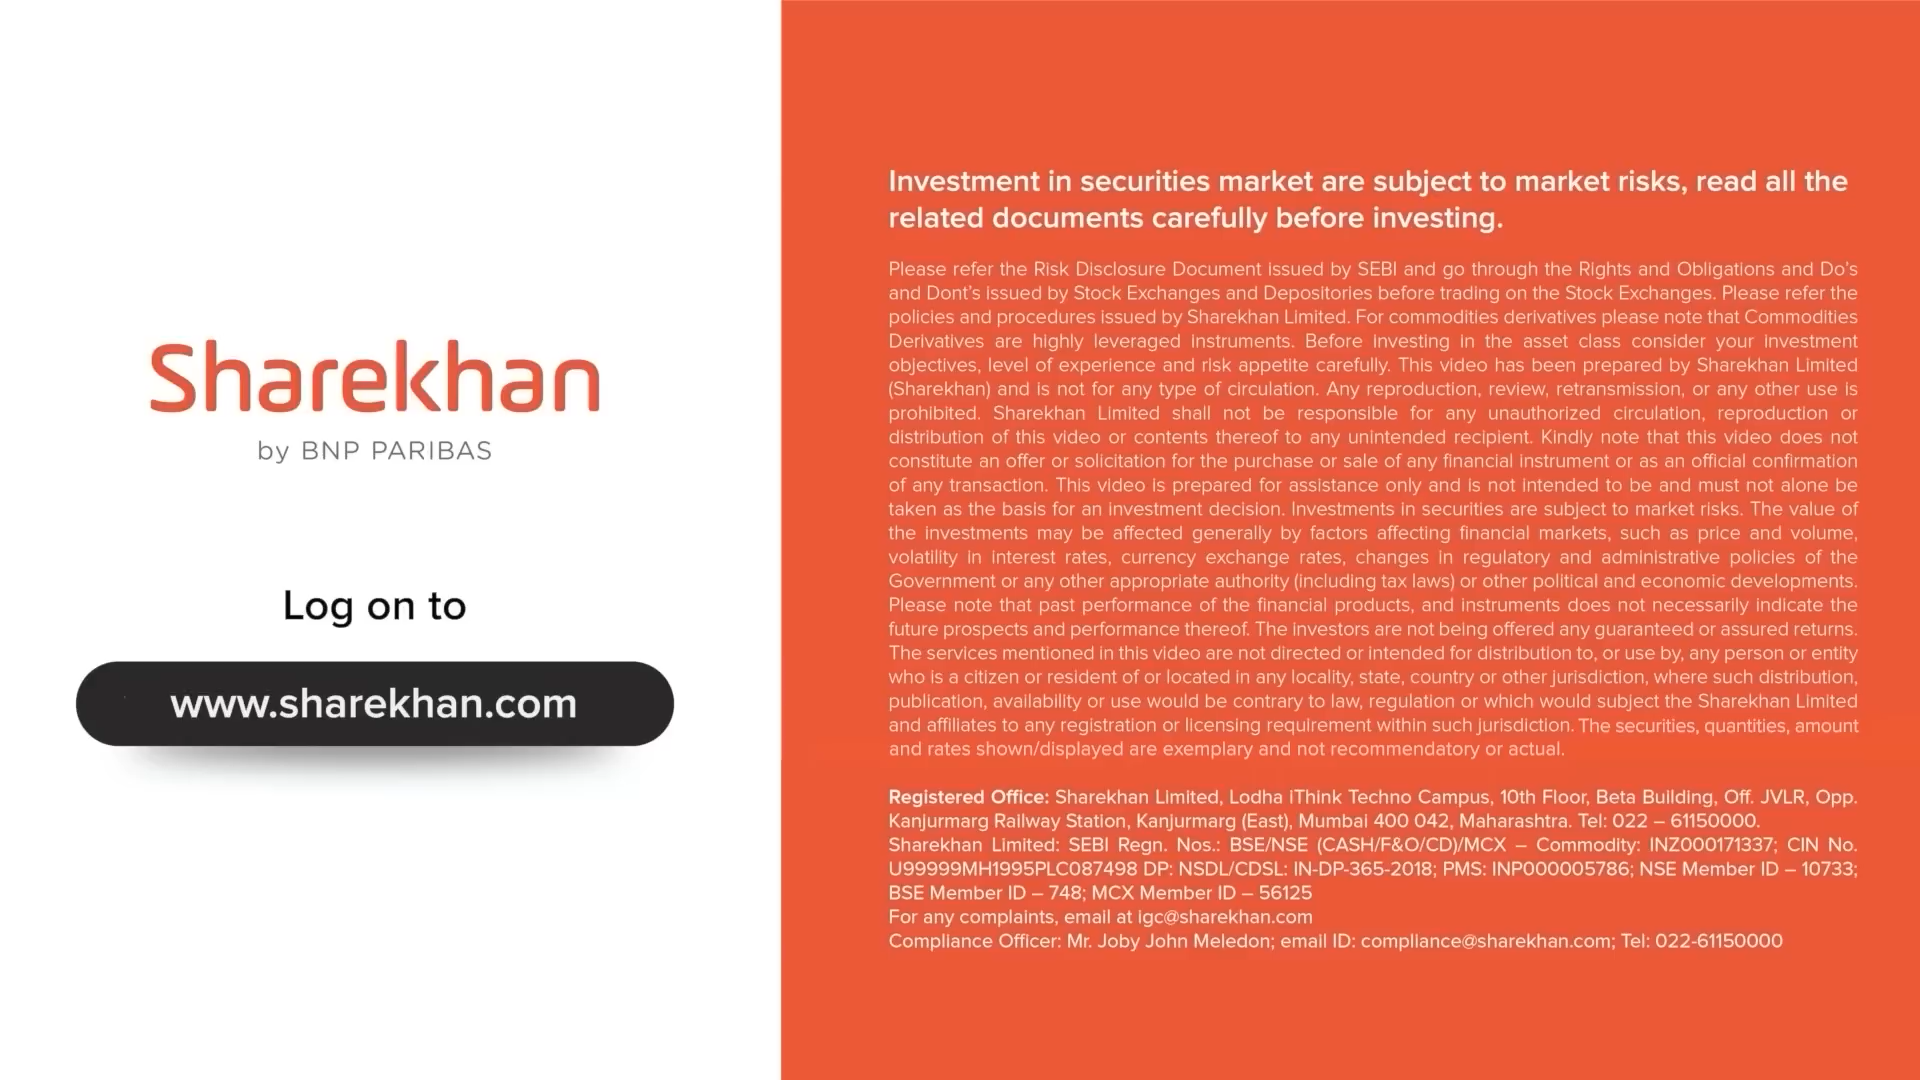 Sharekhan
by BNP PARIBAS
Log on to
www.sharekhan.com
Investment in securities market are subject to market risks, read all the
related documents carefully before investing.
Please refer the Risk Disclosure Document issued by SEBI and go through the Rights and Obligations and Do's
and Dont's issued by Stock Exchanges and Depositories before trading on the Stock Exchanges. Please refer the
policies and procedures issued by Sharekhan Limited. For commodities derivatives please note that Commodities
Derivatives are highly leveraged instruments. Before investing in the asset class consider your investment
objectives, level of experience and risk appetite carefully. This video has been prepared by Sharekhan Limited
(Sharekhan) and is not for any type of circulation. Any reproduction, review, retransmission, or any other use is
prohibited. Sharekhan Limited shall not be responsible for any unauthorized circulation, reproduction or
distribution of this video or contents thereof to any unintended recipient. Kindly note that this video does not
constitute an offer or solicitation for the purchase or sale of any financial instrument or as an official confirmation
of any transaction. This video is prepared for assistance only and is not intended to be and must not alone be
taken as the basis for an investment decision. Investments in securities are subject to market risks. The value of
the investments may be affected generally by factors affecting financial markets, such as price and volume,
volatility in interest rates, currency exchange rates, changes in regulatory and administrative policies of the
Government or any other appropriate authority (including tax laws) or other political and economic developments.
Please note that past performance of the financial products, and instruments does not necessarily indicate the
future prospects and performance thereof. The investors are not being offered any guaranteed or assured returns.
The services mentioned in this video are not directed or intended for distribution to, or use by, any person or entity
who is a citizen or resident of or located in any locality, state, country or other jurisdiction, where such distribution,
publication, availability or use would be contrary to law, regulation or which would subject the Sharekhan Limited
and affiliates to any registration or licensing requirement within such jurisdiction. The securities, quantities, amount
and rates shown/displayed are exemplary and not recommendatory or actual.
Registered Office: Sharekhan Limited, Lodha iThink Techno Campus, 10th Floor, Beta Building, Off. JVLR, Opp.
Kanjurmarg Railway Station, Kanjurmarg (East), Mumbai 400 042, Maharashtra. Tel: 022 – 61150000.
Sharekhan Limited: SEBI Regn. Nos.: BSE/NSE (CASH/F&O/CD)/MCX – Commodity: INZ000171337; CIN No.
U99999MH1995PLC087498 DP: NSDL/CDSL: IN-DP-365-2018; PMS: INP000005786; NSE Member ID – 10733;
BSE Member ID – 748; MCX Member ID – 56125
For any complaints, email at igc@sharekhan.com
Compliance Officer: Mr. Joby John Meledon; email ID: compliance@sharekhan.com; Tel: 022-61150000